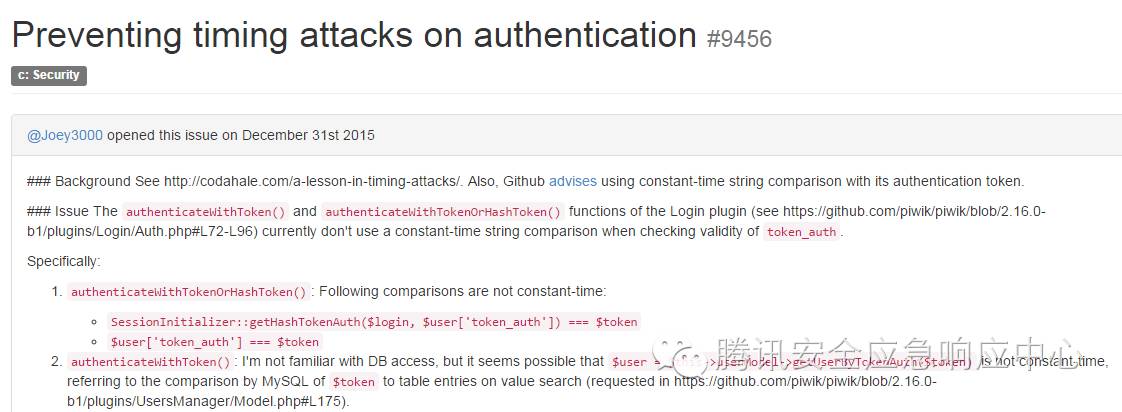 Preventing timing attacks on authentication #9456
c: Security
@Joey3000 opened this issue on December 31st 2015
### Background See http://codahale.com/a-lesson-in-timing-attacks/. Also, Github advises using constant-time string comparison with its authentication token.
### Issue The authenticateWithToken() and authenticateWithTokenOrHashToken() functions of the Login plugin (see https://github.com/piwik/piwik/blob/2.16.0-
b1/plugins/Login/Auth.php#L72-L96) currently don't use a constant-time string comparison when checking validity of token_auth.
Specifically:
1. authenticateWithTokenOrHashToken(): Following comparisons are not constant-time:
SessionInitializer::getHashTokenAuth($login, $user['token_auth']) === $token
$user['token_auth'] === $token
2. authenticateWithToken(): I'm not familiar with DB access, but it seems possible that $user = is not constant-time,
腾讯安全应急响应中心
referring to the comparison by MySQL of $token to table entries on value search (requested in https://github.com/piwik/piwik/blob/2.16.0-
b1/plugins/UsersManager/Model.php#L175).